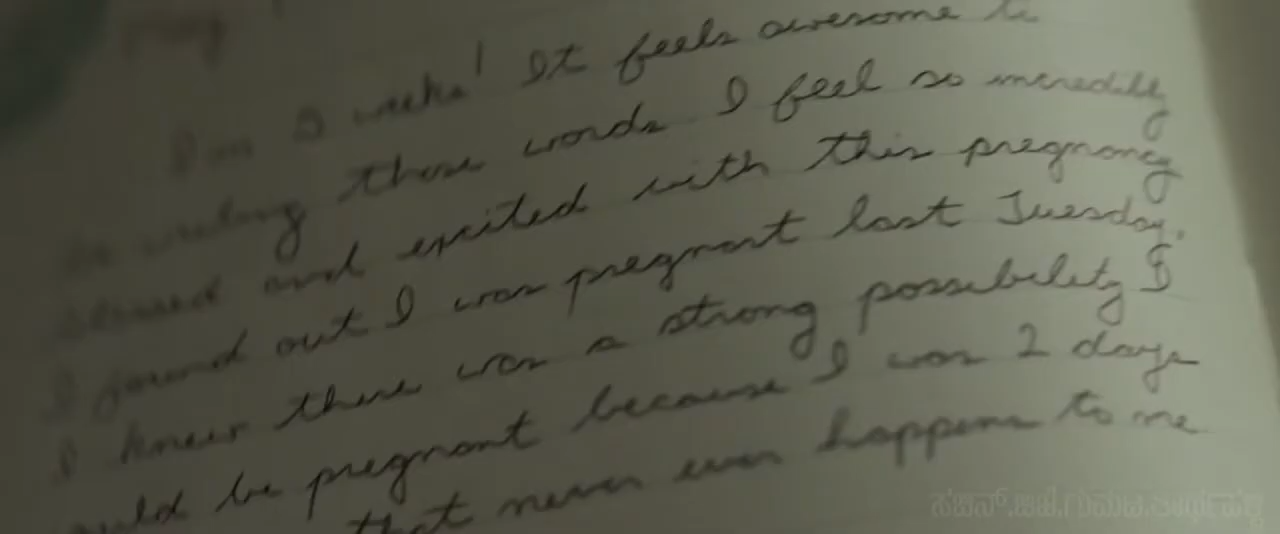 I'm 5 weeks! It feels awesome to
be writing those words I feel so incredibly
blessed and excited with this pregnancy
I found out I was pregnant last Tuesday.
I knew there was a strong possibility I
could be pregnant because I was 2 days
that never ever happens to me